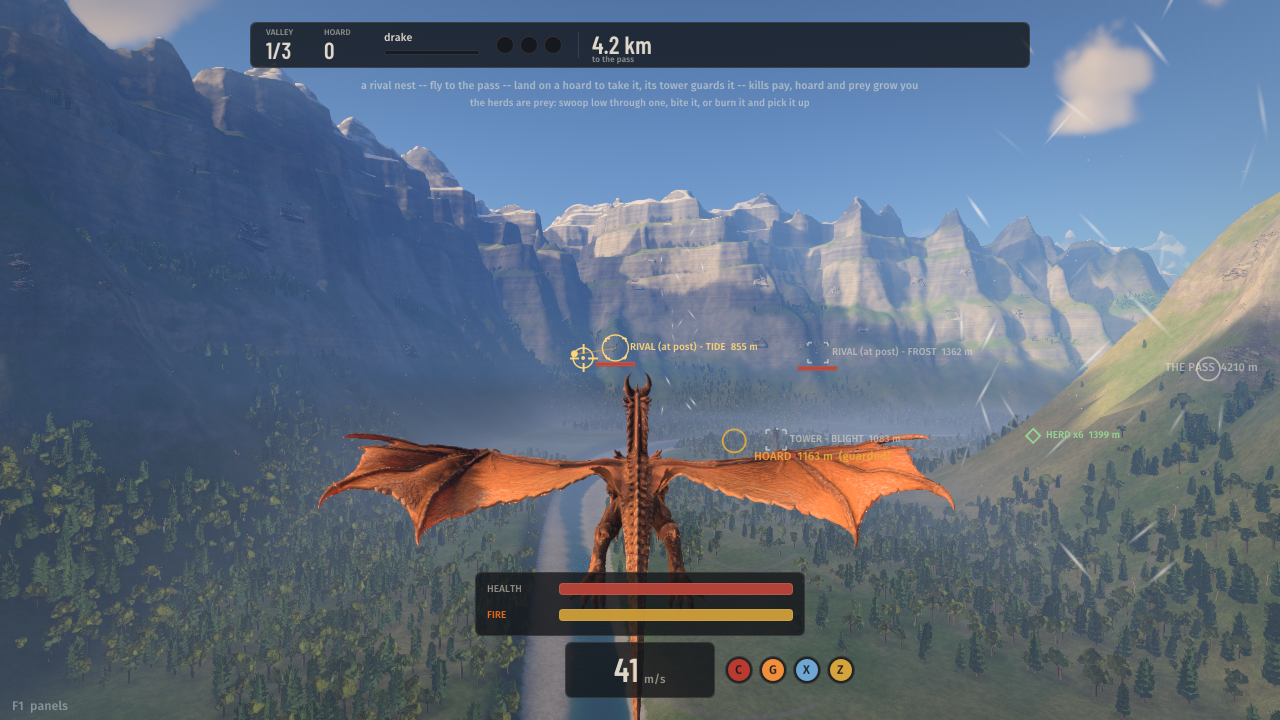 VALLEY
1/3
HOARD
0
drake
4.2 km
to the pass
a rival nest -- fly to the pass -- land on a hoard to take it, its tower guards it -- kills pay, hoard and prey grow you
the herds are prey: swoop low through one, bite it, or burn it and pick it up
RIVAL (at post) - TIDE 855 m
RIVAL (at post) - FROST 1362 m
THE PASS 4210 m
HERD x6 1399 m
TOWER - BLIGHT 1083 m
HOARD 1163 m (guarded)
HEALTH
FIRE
41 m/s
C G X Z
F1 panels